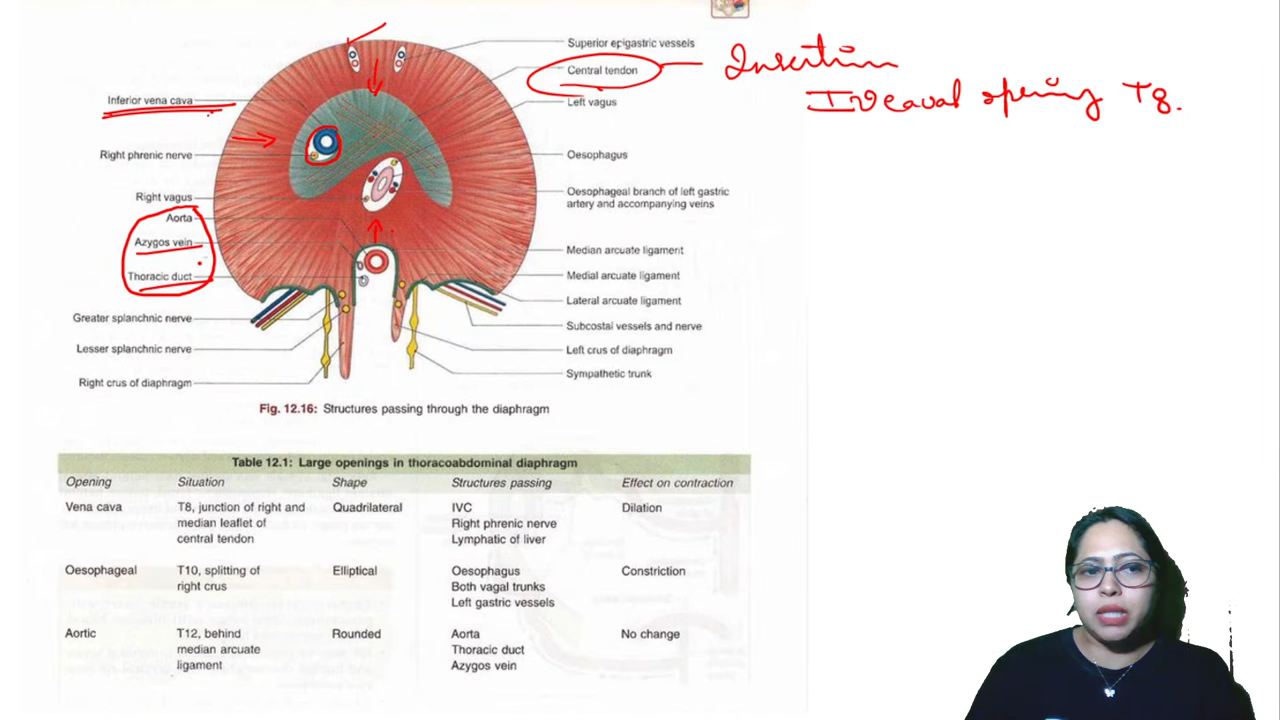 Superior epigastric vessels
Central tendon
Insertion
Inferior vena cava
Left vagus
IVC caval opening T8.
Right phrenic nerve
Oesophagus
Right vagus
Oesophageal branch of left gastric
artery and accompanying veins
Aorta
Azygos vein
Median arcuate ligament
Thoracic duct
Medial arcuate ligament
Lateral arcuate ligament
Greater splanchnic nerve
Subcostal vessels and nerve
Lesser splanchnic nerve
Left crus of diaphragm
Right crus of diaphragm
Sympathetic trunk
Fig. 12.16: Structures passing through the diaphragm
Table 12.1: Large openings in thoracoabdominal diaphragm
Opening Situation Shape Structures passing Effect on contraction
Vena cava T8, junction of right and Quadrilateral IVC Dilation
median leaflet of Right phrenic nerve
central tendon Lymphatic of liver
Oesophageal T10, splitting of Elliptical Oesophagus Constriction
right crus Both vagal trunks
Left gastric vessels
Aortic T12, behind Rounded Aorta No change
median arcuate Thoracic duct
ligament Azygos vein